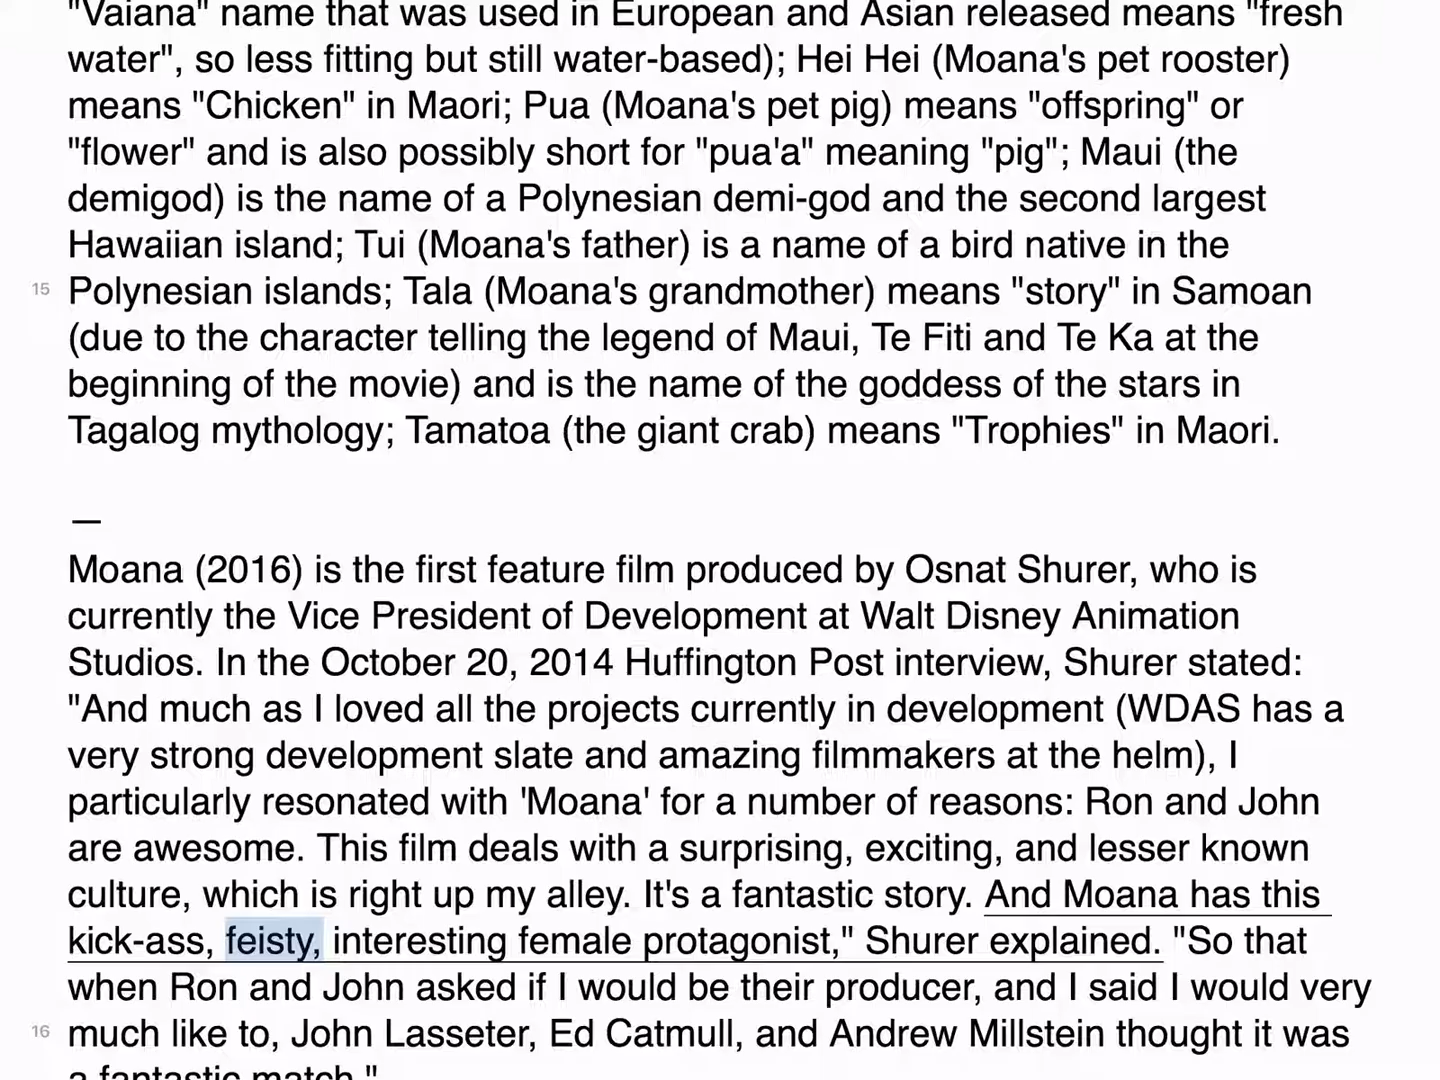 "Vaiana" name that was used in European and Asian released means "fresh
water", so less fitting but still water-based); Hei Hei (Moana's pet rooster)
means "Chicken" in Maori; Pua (Moana's pet pig) means "offspring" or
"flower" and is also possibly short for "pua'a" meaning "pig"; Maui (the
demigod) is the name of a Polynesian demi-god and the second largest
Hawaiian island; Tui (Moana's father) is a name of a bird native in the
15 Polynesian islands; Tala (Moana's grandmother) means "story" in Samoan
(due to the character telling the legend of Maui, Te Fiti and Te Ka at the
beginning of the movie) and is the name of the goddess of the stars in
Tagalog mythology; Tamatoa (the giant crab) means "Trophies" in Maori.
—
Moana (2016) is the first feature film produced by Osnat Shurer, who is
currently the Vice President of Development at Walt Disney Animation
Studios. In the October 20, 2014 Huffington Post interview, Shurer stated:
"And much as I loved all the projects currently in development (WDAS has a
very strong development slate and amazing filmmakers at the helm), I
particularly resonated with 'Moana' for a number of reasons: Ron and John
are awesome. This film deals with a surprising, exciting, and lesser known
culture, which is right up my alley. It's a fantastic story. And Moana has this
kick-ass, feisty, interesting female protagonist," Shurer explained. "So that
when Ron and John asked if I would be their producer, and I said I would very
16 much like to, John Lasseter, Ed Catmull, and Andrew Millstein thought it was
a fantastic match."